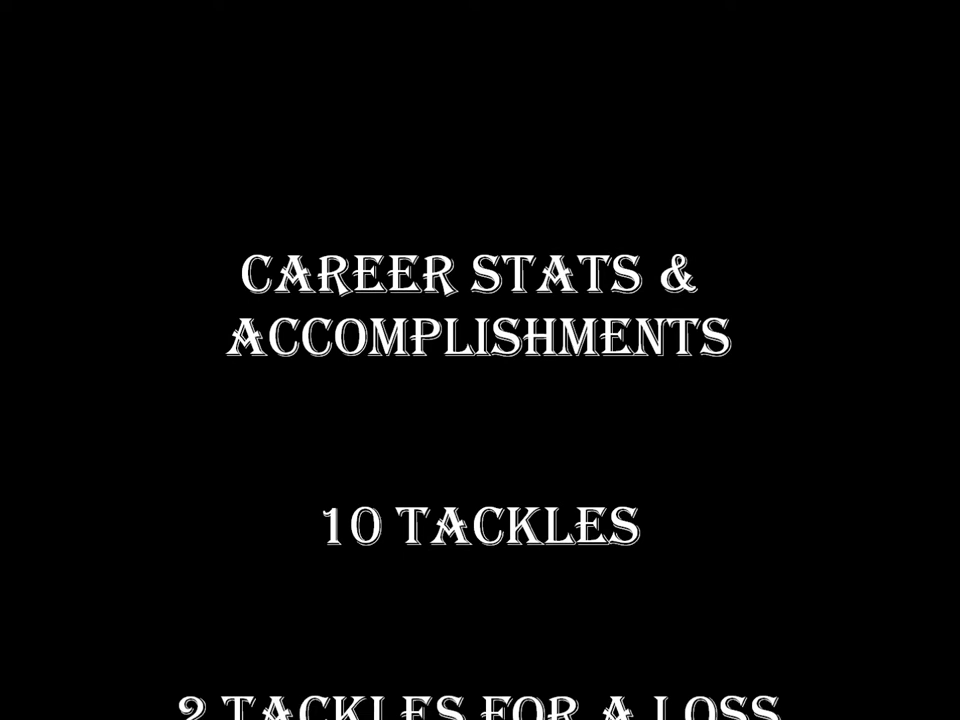 CAREER STATS &
ACCOMPLISHMENTS
10 TACKLES
2 TACKLES FOR A LOSS